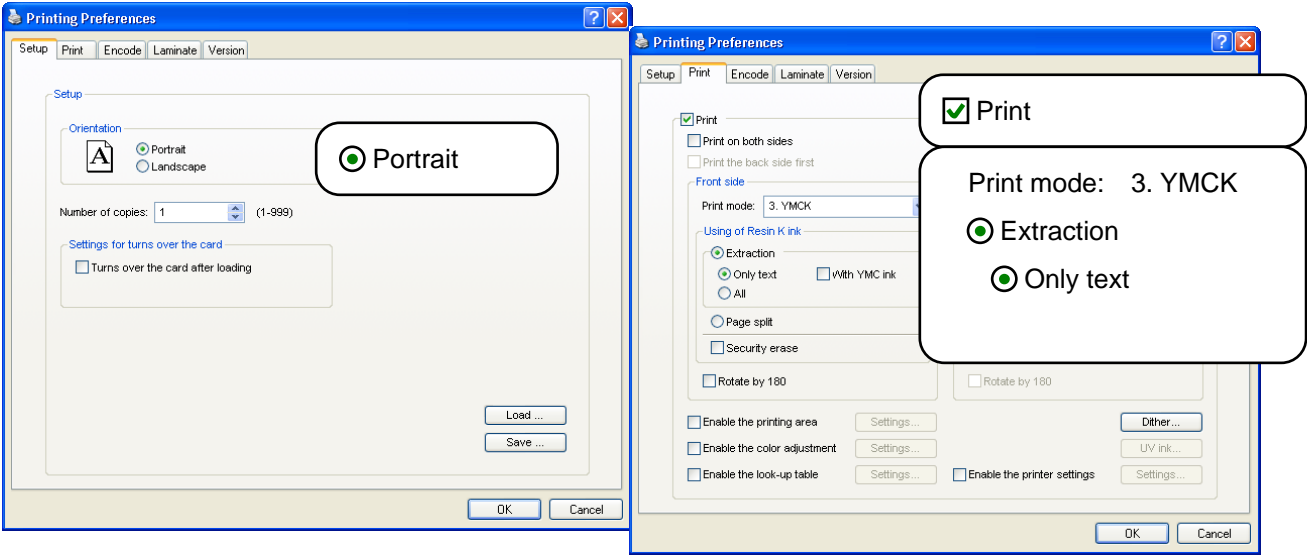 Printing Preferences
Setup Print Encode Laminate Version
Setup
Orientation
A
Portrait
Landscape
Portrait
Number of copies: 1 (1-999)
Settings for turns over the card
Turns over the card after loading
Load ...
Save ...
OK Cancel
Printing Preferences
Setup Print Encode Laminate Version
Print
Print
Print on both sides
Print the back side first
Front side
Print mode: 3. YMCK
Using of Resin K ink
Extraction
Only text With YMC ink
All
Page split
Security erase
Rotate by 180
Print mode: 3. YMCK
Extraction
Only text
Rotate by 180
Enable the printing area Settings... Dither...
Enable the color adjustment Settings... UV ink...
Enable the look-up table Settings... Enable the printer settings Settings...
OK Cancel